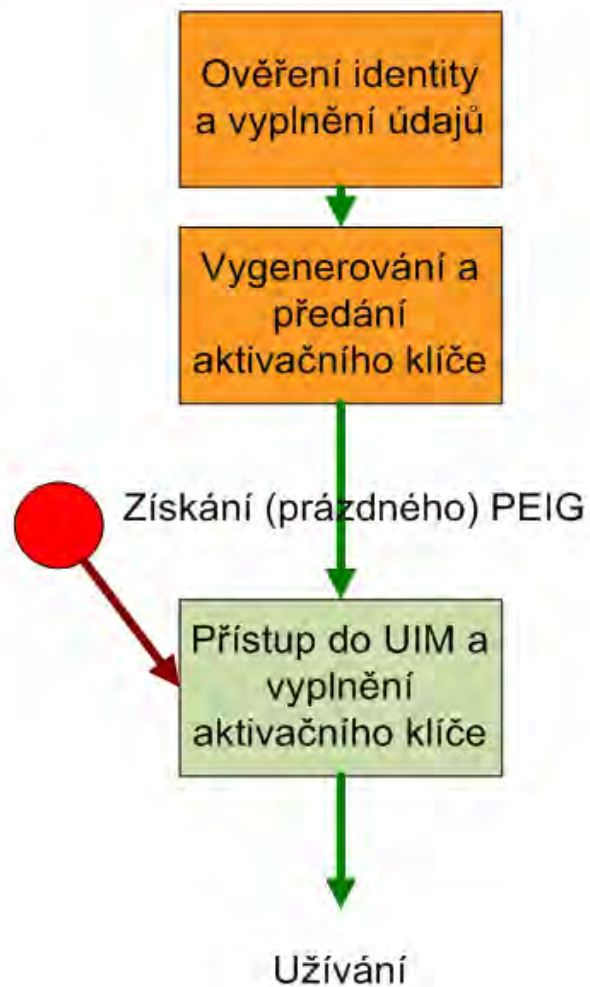 Ověření identity
a vyplnění údajů
Vygenerování a
předání
aktivačního klíče
Získání (prázdného) PEIG
Přístup do UIM a
vyplnění
aktivačního klíče
Užívání